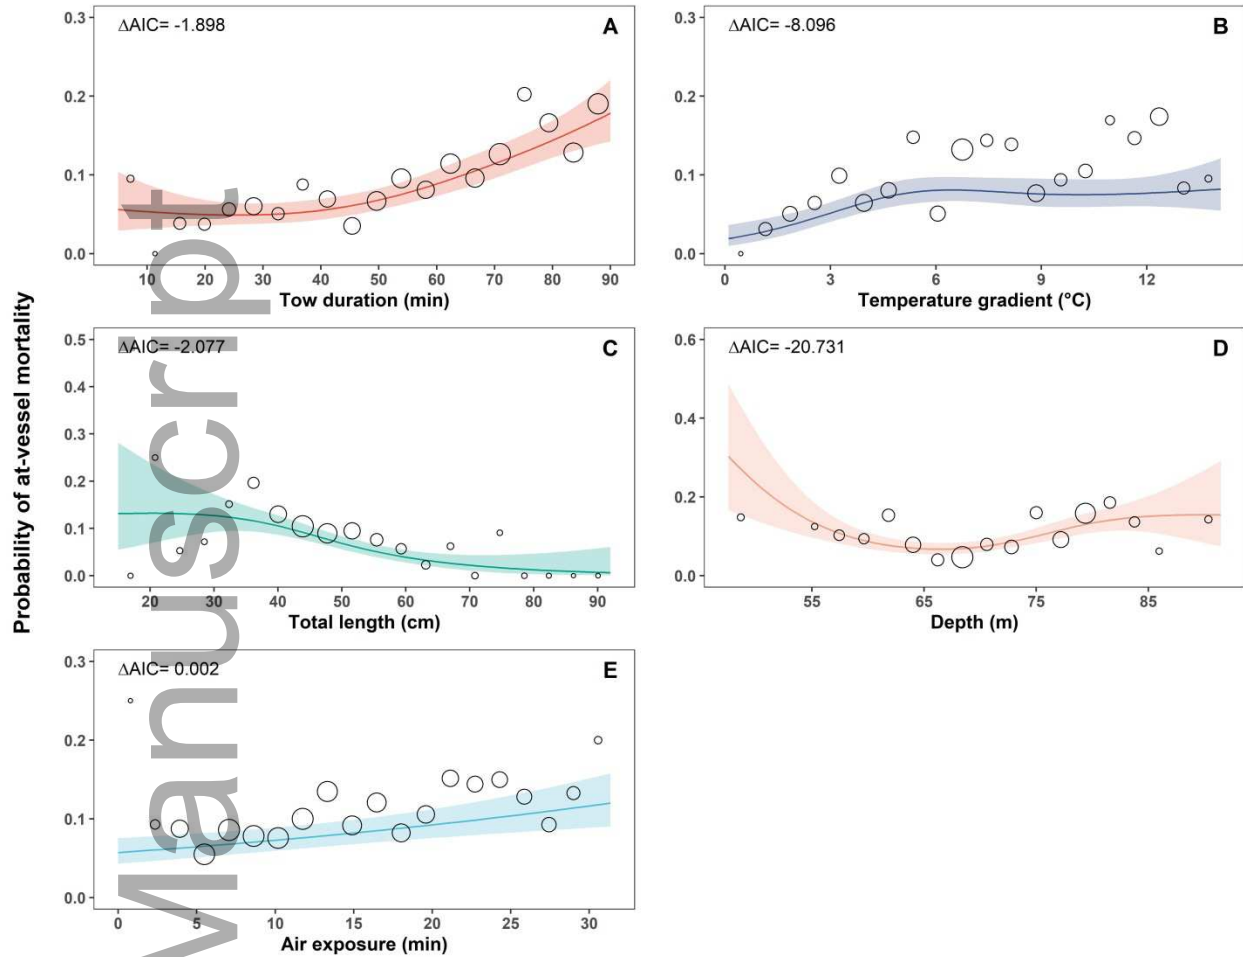 Probability of at-vessel mortality
ΔAIC= -1.898
A
0.3
0.2
0.1
0.0
10 20 30 40 50 60 70 80 90
Tow duration (min)
ΔAIC= -8.096
B
0.3
0.2
0.1
0.0
0 3 6 9 12
Temperature gradient (°C)
ΔAIC= -2.077
C
0.5
0.4
0.3
0.2
0.1
0.0
20 30 40 50 60 70 80 90
Total length (cm)
ΔAIC= -20.731
D
0.6
0.4
0.2
0.0
55 65 75 85
Depth (m)
ΔAIC= 0.002
E
0.3
0.2
0.1
0.0
0 5 10 15 20 25 30
Air exposure (min)
Manuscript